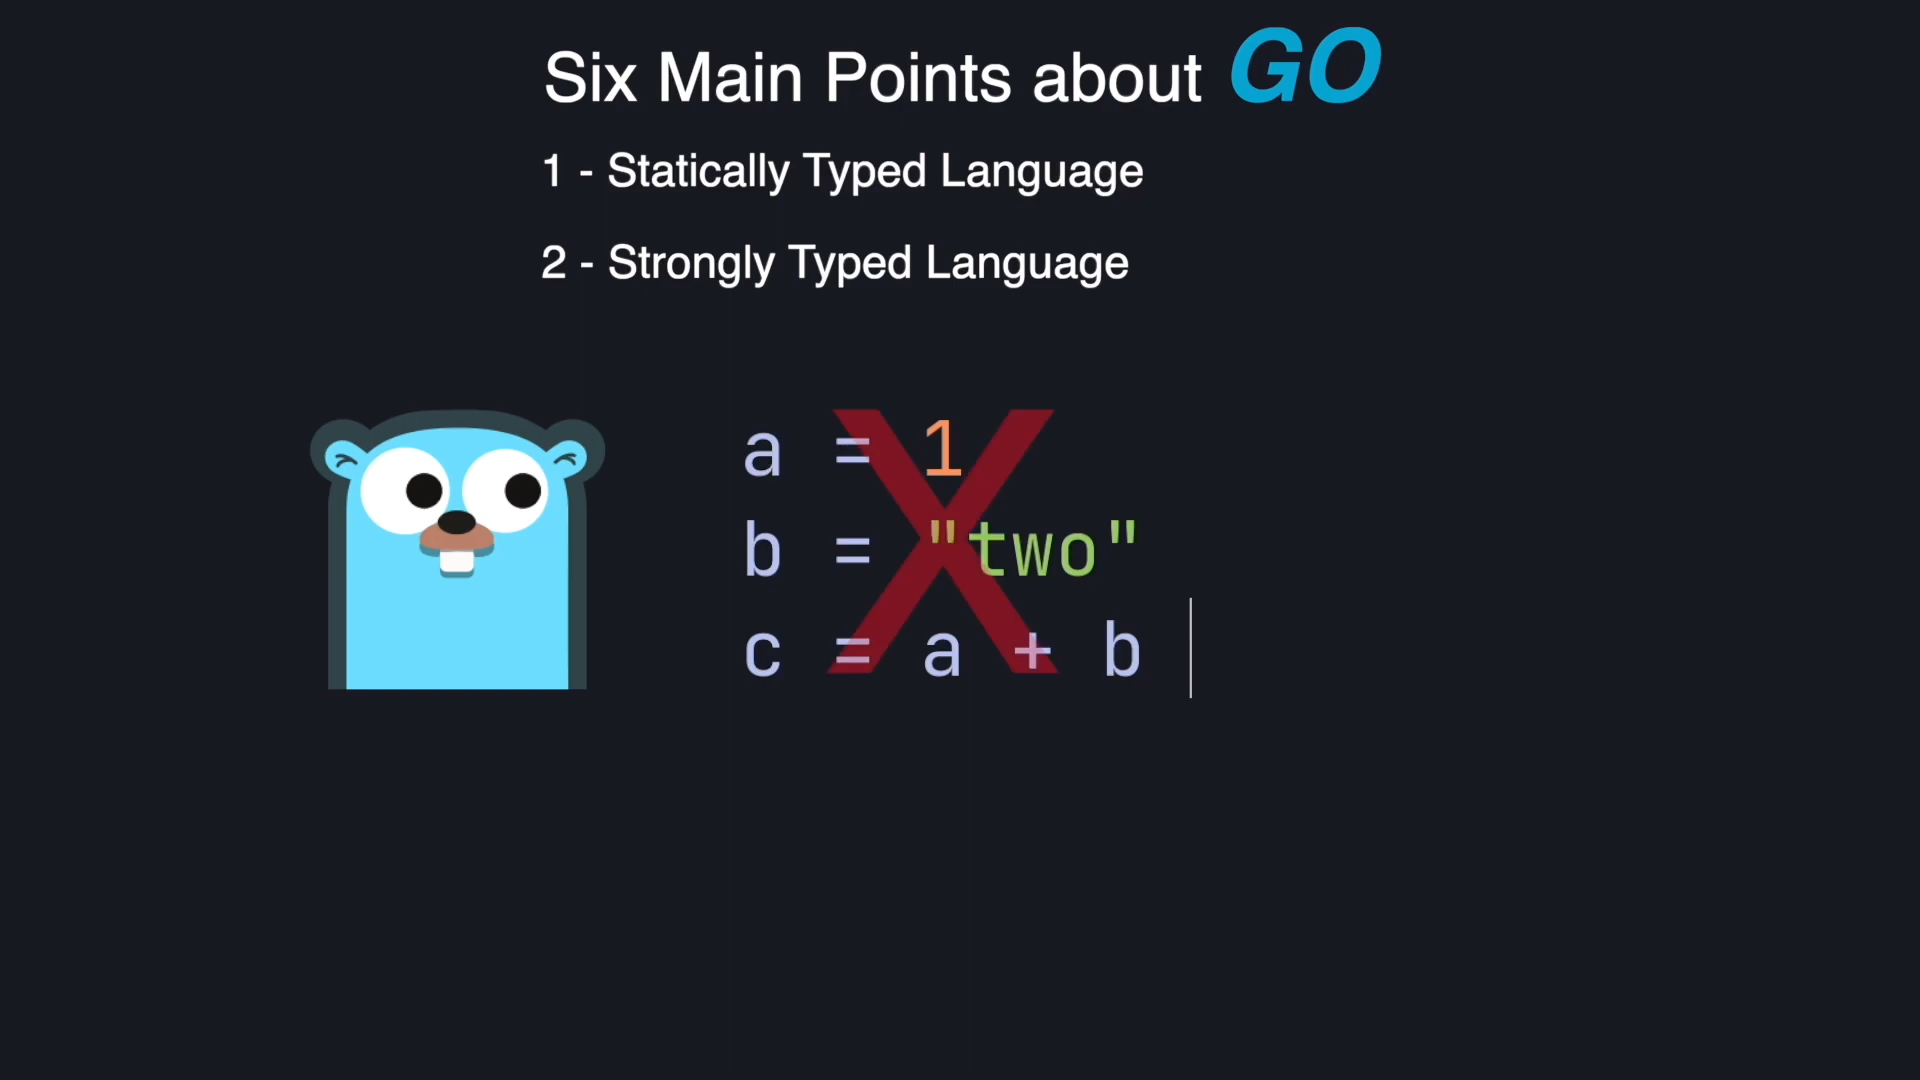 Six Main Points about GO
1 - Statically Typed Language
2 - Strongly Typed Language
a = 1
b = "two"
c = a + b